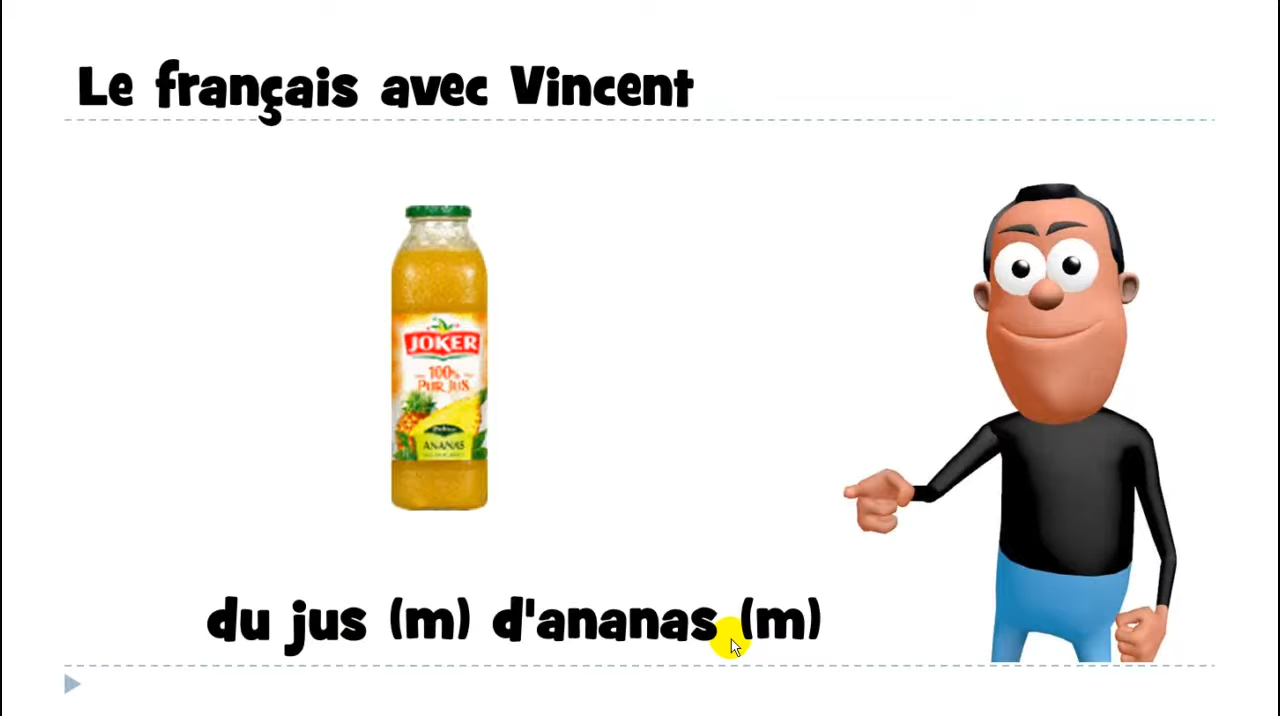 Le français avec Vincent
JOKER
100%
PUR JUS
ANANAS
du jus (m) d'ananas (m)